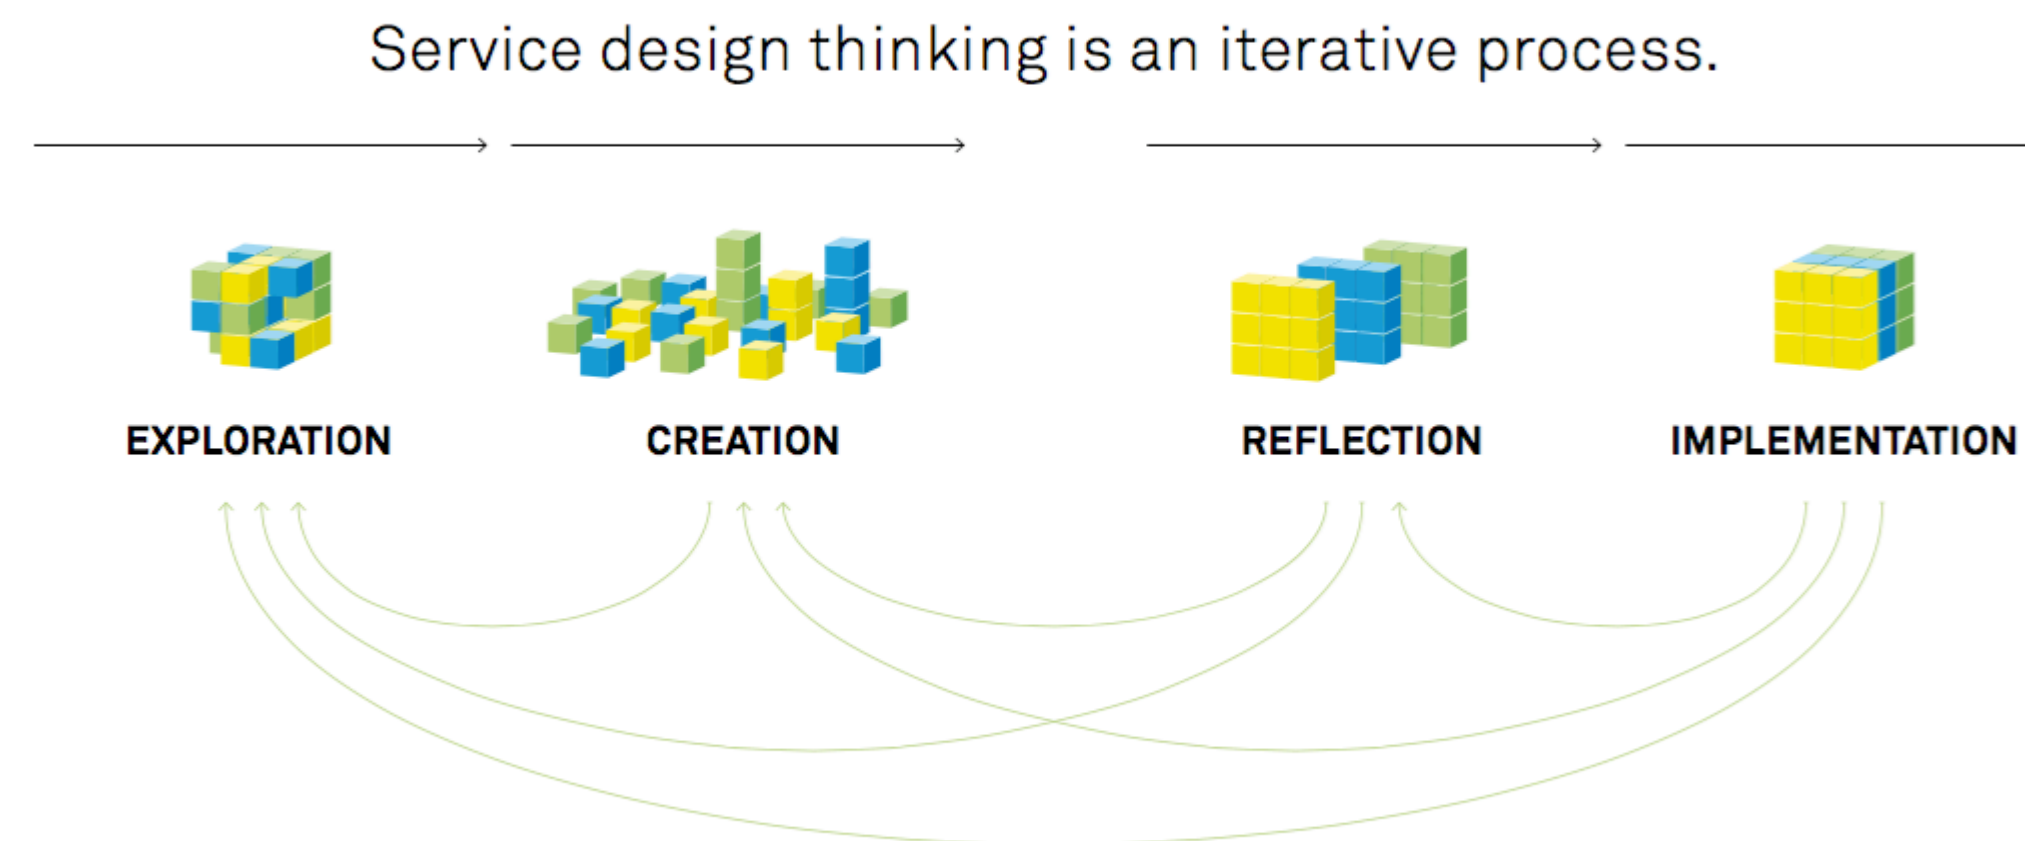 Service design thinking is an iterative process.
EXPLORATION
CREATION
REFLECTION
IMPLEMENTATION